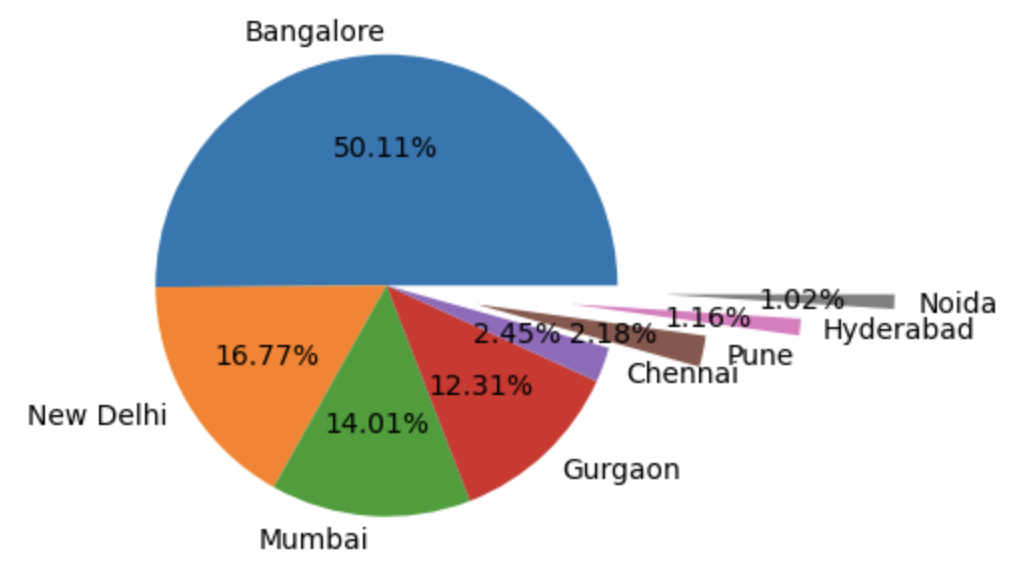 Bangalore
50.11%
1.02%
Noida
1.16%
Hyderabad
2.45%
2.18%
Pune
16.77%
Chennai
12.31%
New Delhi
14.01%
Gurgaon
Mumbai